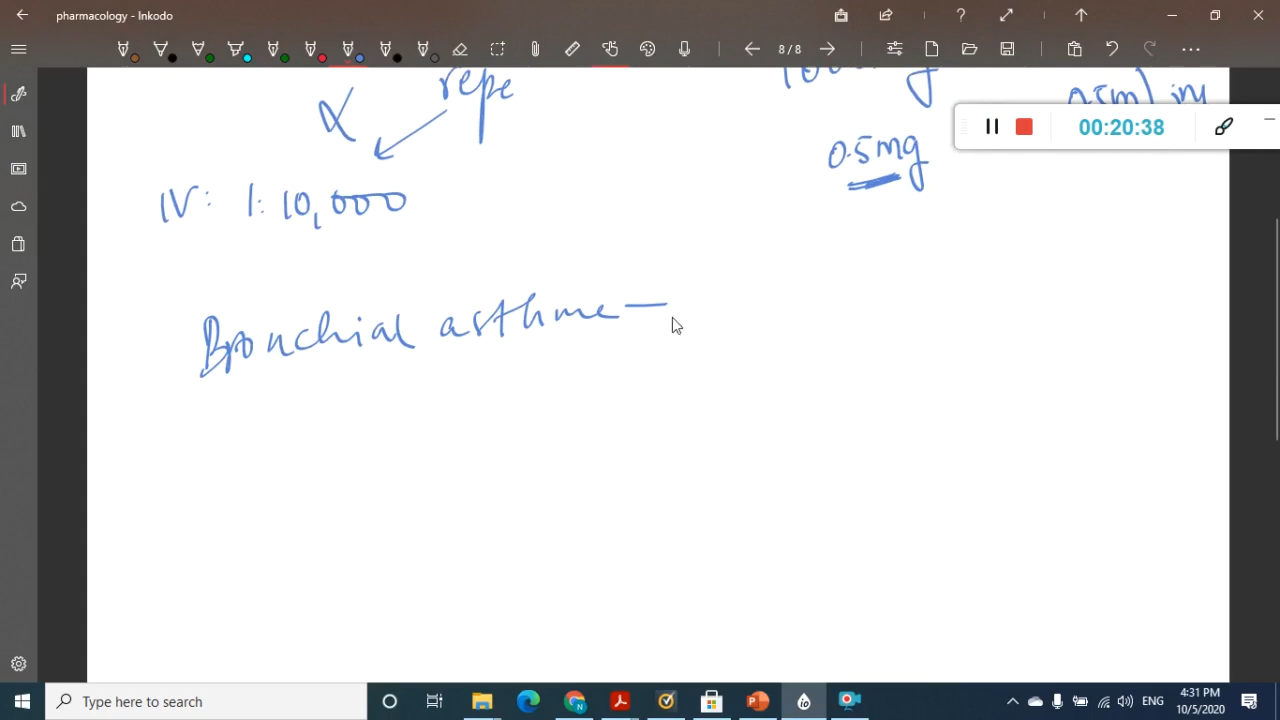 pharmacology - Inkodo
8 / 8
repe
α
0.5mg
00:20:38
IV: 1:10,000
Bronchial asthme —
Type here to search
ENG
4:31 PM
10/5/2020